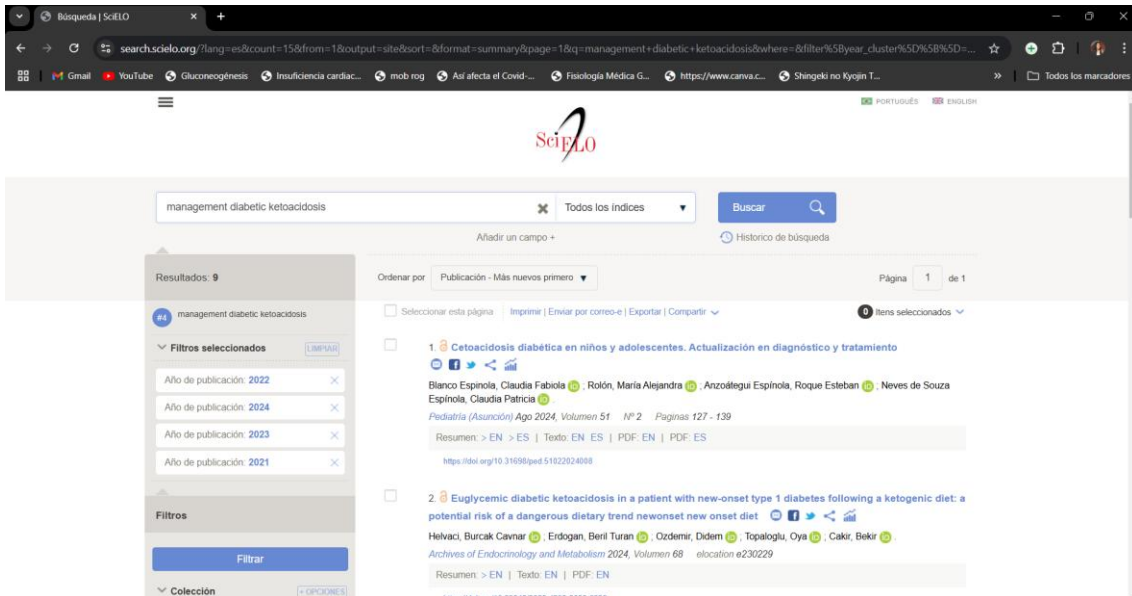 Búsqueda | SciELO
search.scielo.org/?lang=es&count=15&from=1&output=site&sort=&format=summary&page=1&q=management+diabetic+ketoacidosis&where=&filter%5Byear_cluster%5D%5B%5D=...
Gmail YouTube Gluconeogénesis Insuficiencia cardiac... mob rog Así afecta el Covid-... Fisiología Médica G... https://www.canva.c... Shingeki no Kyojin T... » Todos los marcadores
PORTUGUÊS ENGLISH
SciELO
management diabetic ketoacidosis Todos los índices Buscar
Añadir un campo + Historico de búsqueda
Resultados: 9 Ordenar por Publicación - Más nuevos primero Página 1 de 1
#4 management diabetic ketoacidosis
Seleccionar esta página Imprimir | Enviar por correo-e | Exportar | Compartir 0 Itens seleccionados
Filtros seleccionados LIMPIAR
Año de publicación: 2022
Año de publicación: 2024
Año de publicación: 2023
Año de publicación: 2021
Filtros
Filtrar
Colección + OPCIONES
1. Cetoacidosis diabética en niños y adolescentes. Actualización en diagnóstico y tratamiento
Blanco Espinola, Claudia Fabiola ; Rolón, María Alejandra ; Anzoátegui Espínola, Roque Esteban ; Neves de Souza
Espínola, Claudia Patricia .
Pediatría (Asunción) Ago 2024, Volumen 51 Nº 2 Paginas 127 - 139
Resumen: > EN > ES | Texto: EN ES | PDF: EN | PDF: ES
https://doi.org/10.31698/ped.51022024008
2. Euglycemic diabetic ketoacidosis in a patient with new-onset type 1 diabetes following a ketogenic diet: a
potential risk of a dangerous dietary trend newonset new onset diet
Helvaci, Burcak Cavnar ; Erdogan, Beril Turan ; Ozdemir, Didem ; Topaloglu, Oya ; Cakir, Bekir .
Archives of Endocrinology and Metabolism 2024, Volumen 68 elocation e230229
Resumen: > EN | Texto: EN | PDF: EN